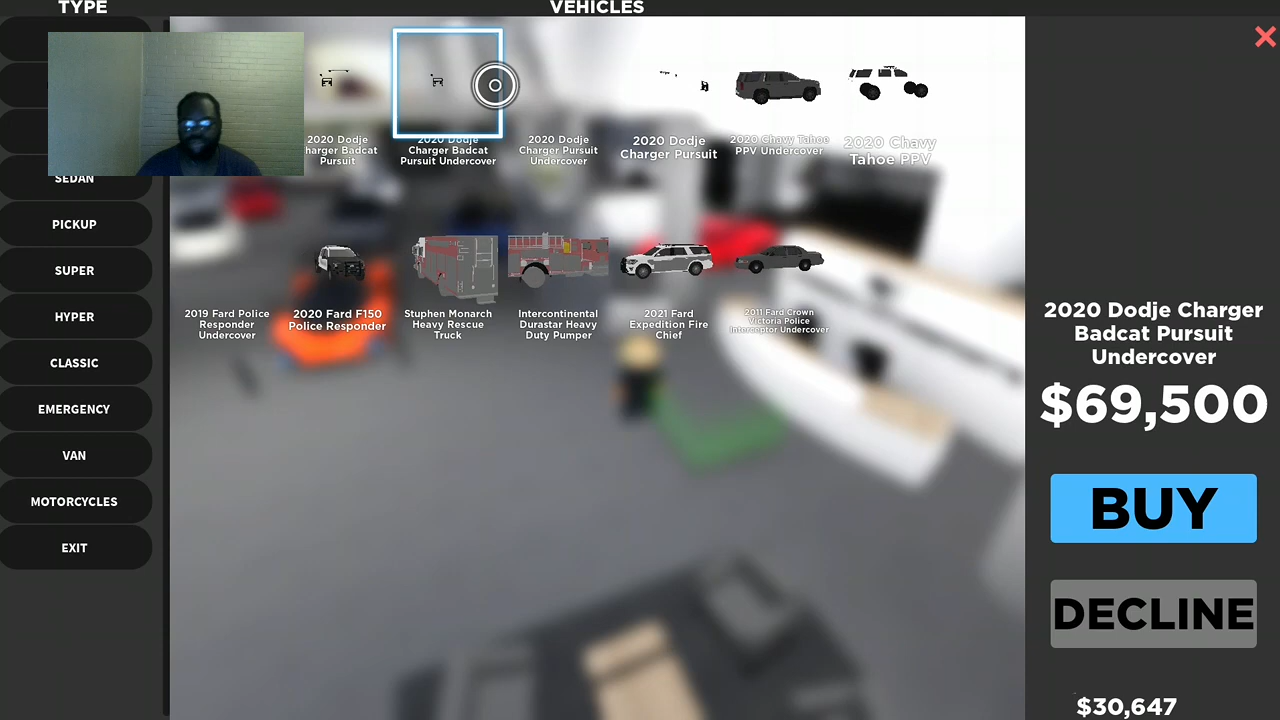 TYPE
VEHICLES
SEDAN
PICKUP
SUPER
HYPER
CLASSIC
EMERGENCY
VAN
MOTORCYCLES
EXIT
2020 Dodje
harger Badcat
Pursuit
2020 Dodje
Charger Badcat
Pursuit Undercover
2020 Dodje
Charger Pursuit
Undercover
2020 Dodje
Charger Pursuit
2020 Chavy Tahoe
PPV Undercover
2020 Chavy
Tahoe PPV
2019 Fard Police
Responder
Undercover
2020 Fard F150
Police Responder
Stuphen Monarch
Heavy Rescue
Truck
Intercontinental
Durastar Heavy
Duty Pumper
2021 Fard
Expedition Fire
Chief
2011 Fard Crown
Victoria Police
Interceptor Undercover
2020 Dodje Charger
Badcat Pursuit
Undercover
$69,500
BUY
DECLINE
$30,647